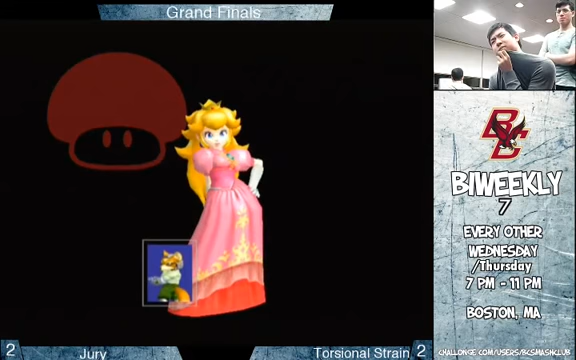 Grand Finals
BC
BIWEEKLY
7
EVERY OTHER
WEDNESDAY
/Thursday
7 PM - 11 PM
BOSTON, MA
CHALLONGE.COM/USERS/BCSMASHCLUB
2
Jury
Torsional Strain
2